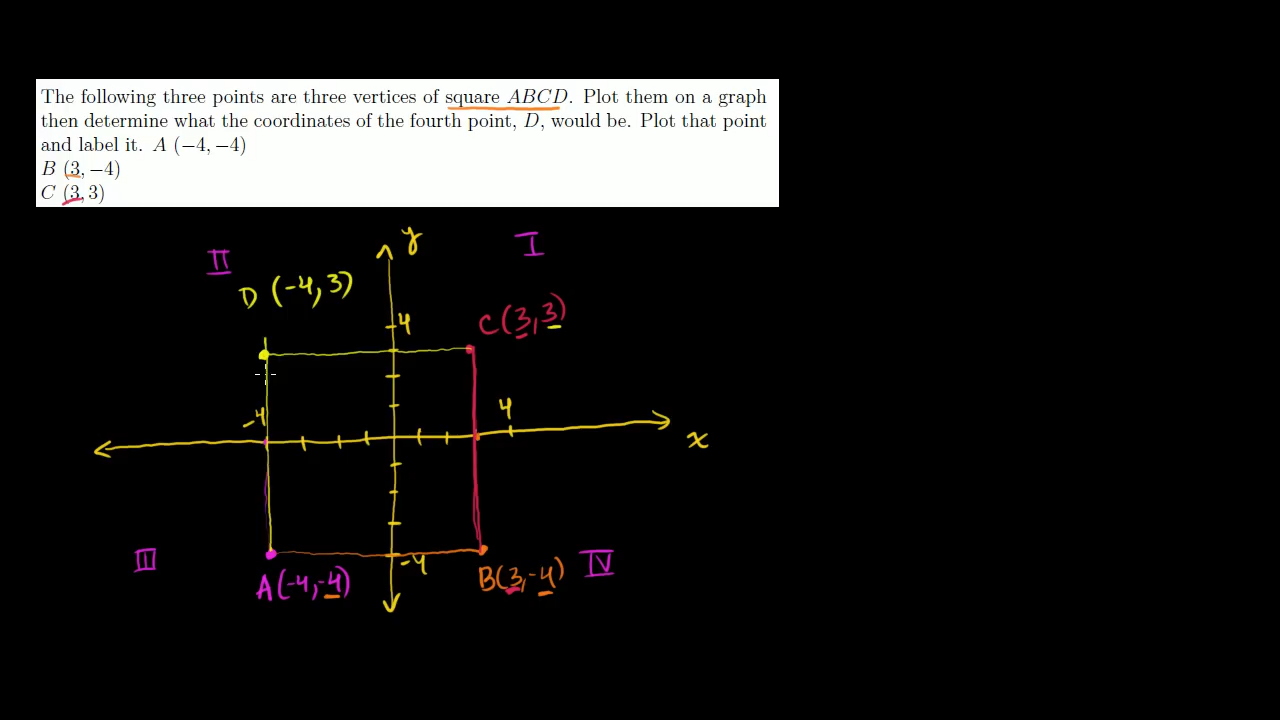 The following three points are three vertices of square ABCD. Plot them on a graph
then determine what the coordinates of the fourth point, D, would be. Plot that point
and label it. A (−4, −4)
B (3, −4)
C (3, 3)
y
I
II
D (-4, 3)
4
C (3, 3)
-4
4
x
III
-4
A (-4, -4)
B (3, -4)
IV